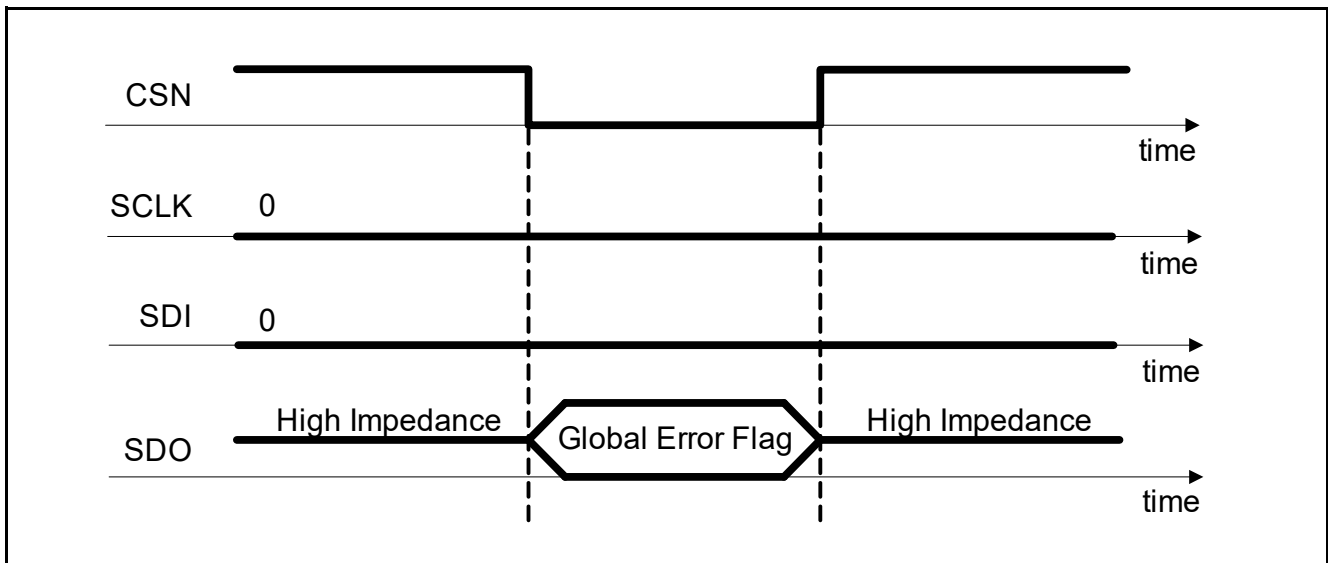 CSN
time
SCLK 0
time
SDI 0
time
High Impedance Global Error Flag High Impedance
SDO
time